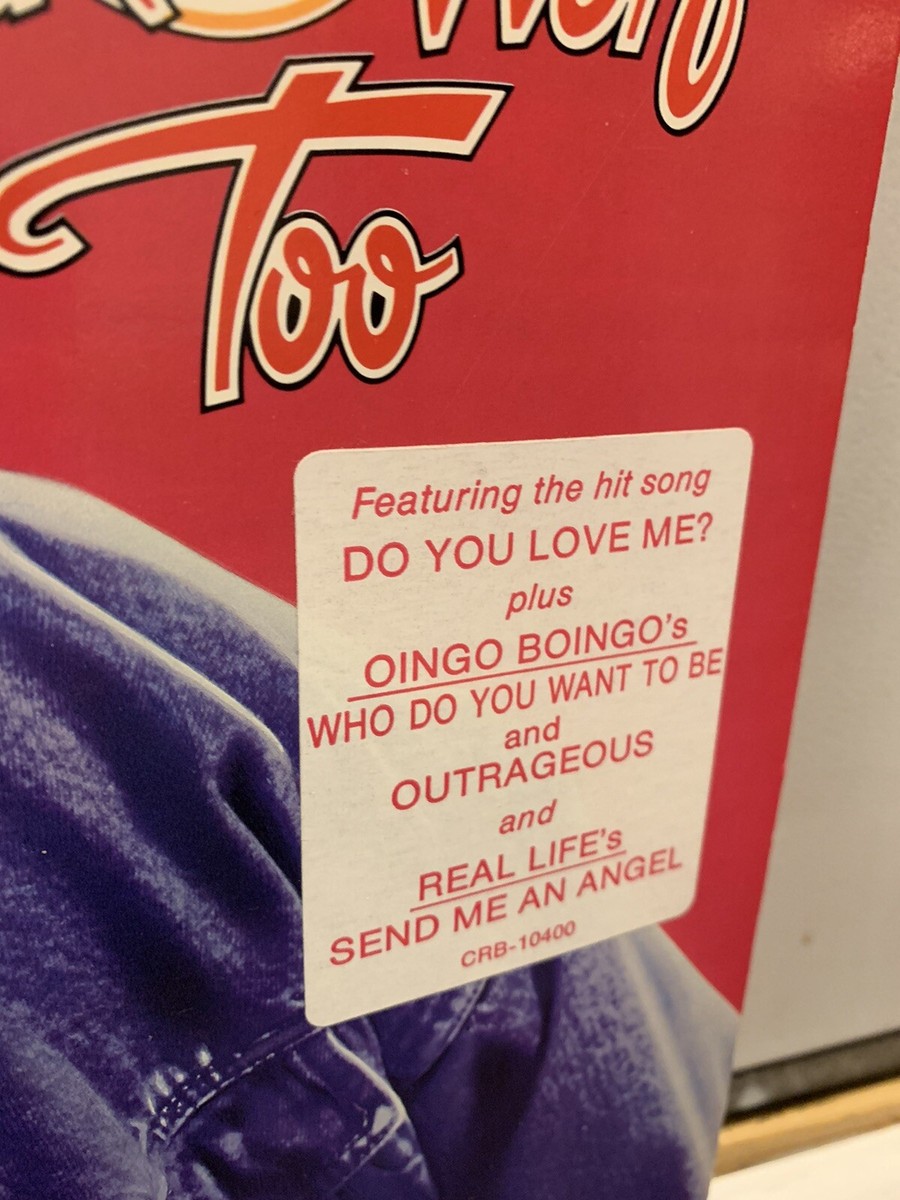 Too
Featuring the hit song
DO YOU LOVE ME?
plus
OINGO BOINGO's
WHO DO YOU WANT TO BE
and
OUTRAGEOUS
and
REAL LIFE's
SEND ME AN ANGEL
CRB-10400